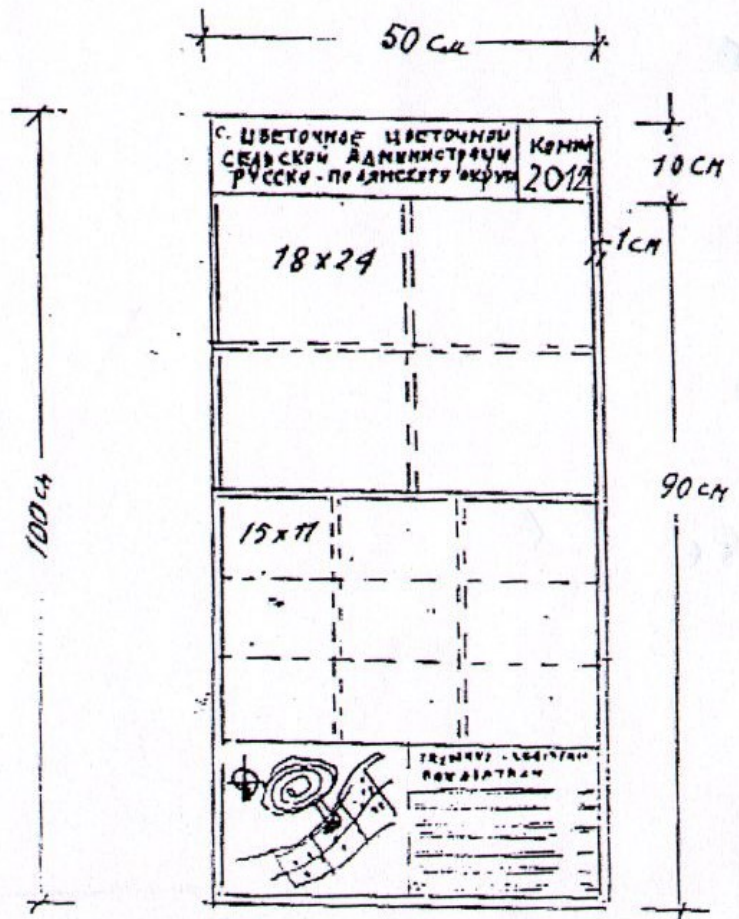 50 см
с. ЦВЕТОЧНОЕ ЦВЕТОЧНОЙ
СЕЛЬСКОЙ АДМИНИСТРАЦИИ
РУССКО-ПОЛЯНСКОГО ОКРУГА
2012
10 СМ
1 СМ
18 x 24
90 СМ
100 см
15 x 11
ПОКАЗАТЕЛИ